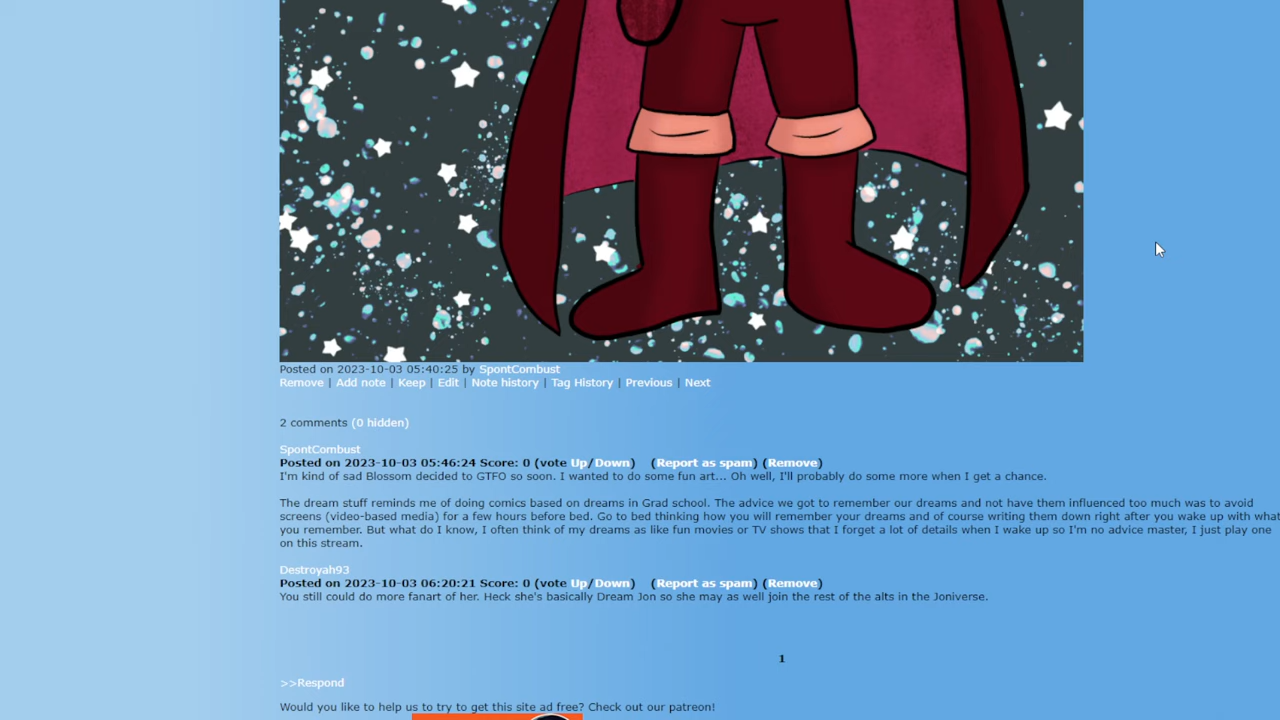 Posted on 2023-10-03 05:40:25 by SpontCombust
Remove | Add note | Keep | Edit | Note history | Tag History | Previous | Next
2 comments (0 hidden)
SpontCombust
Posted on 2023-10-03 05:46:24 Score: 0 (vote Up/Down) (Report as spam) (Remove)
I'm kind of sad Blossom decided to GTFO so soon. I wanted to do some fun art... Oh well, I'll probably do some more when I get a chance.
The dream stuff reminds me of doing comics based on dreams in Grad school. The advice we got to remember our dreams and not have them influenced too much was to avoid
screens (video-based media) for a few hours before bed. Go to bed thinking how you will remember your dreams and of course writing them down right after you wake up with what
you remember. But what do I know, I often think of my dreams as like fun movies or TV shows that I forget a lot of details when I wake up so I'm no advice master, I just play one
on this stream.
Destroyah93
Posted on 2023-10-03 06:20:21 Score: 0 (vote Up/Down) (Report as spam) (Remove)
You still could do more fanart of her. Heck she's basically Dream Jon so she may as well join the rest of the alts in the Joniverse.
1
>>Respond
Would you like to help us to try to get this site ad free? Check out our patreon!